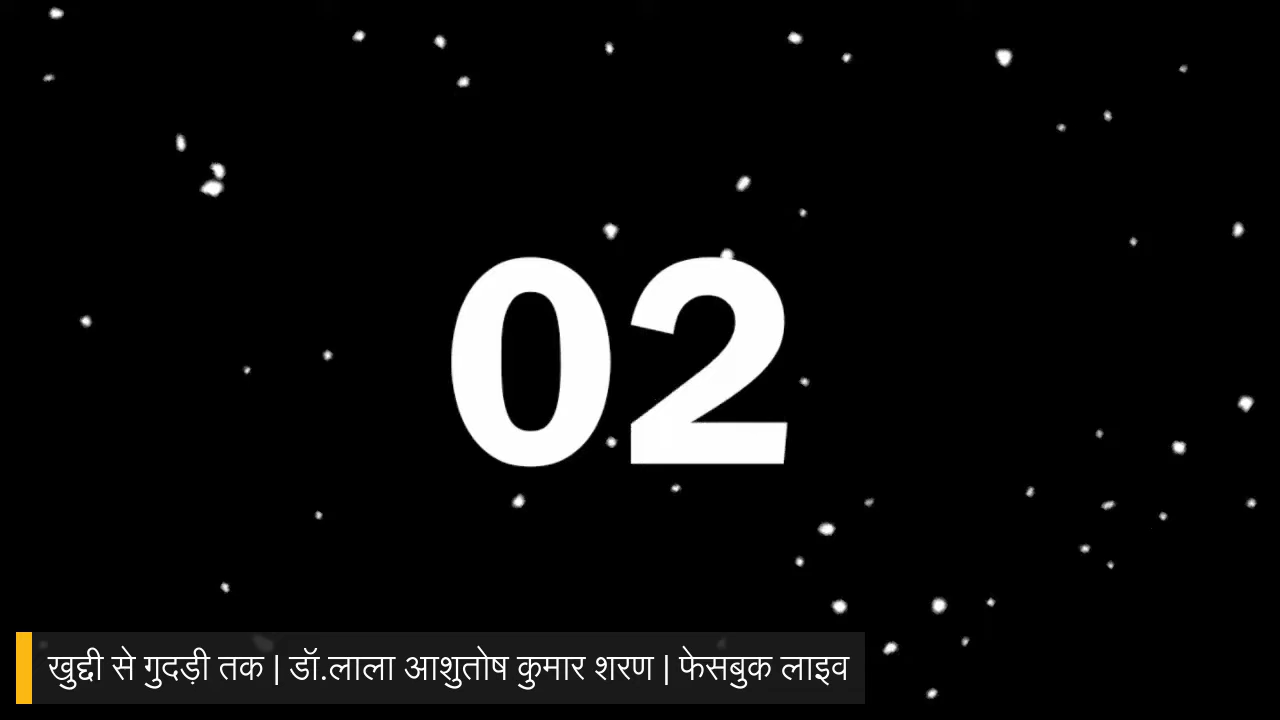 02
खुद्दी से गुदड़ी तक | डॉ.लाला आशुतोष कुमार शरण | फेसबुक लाइव